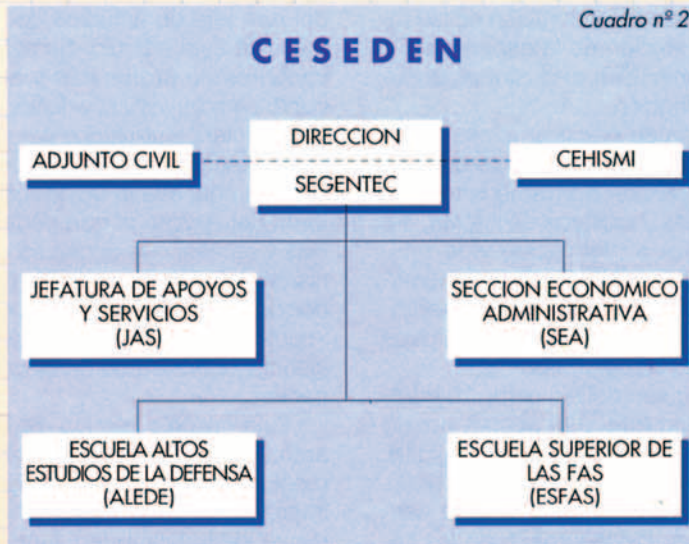 Cuadro nº 2
CESEDEN
DIRECCION
ADJUNTO CIVIL
CEHISMI
SEGENTEC
JEFATURA DE APOYOS
Y SERVICIOS
(JAS)
SECCION ECONOMICO
ADMINISTRATIVA
(SEA)
ESCUELA ALTOS
ESTUDIOS DE LA DEFENSA
(ALEDE)
ESCUELA SUPERIOR DE
LAS FAS
(ESFAS)